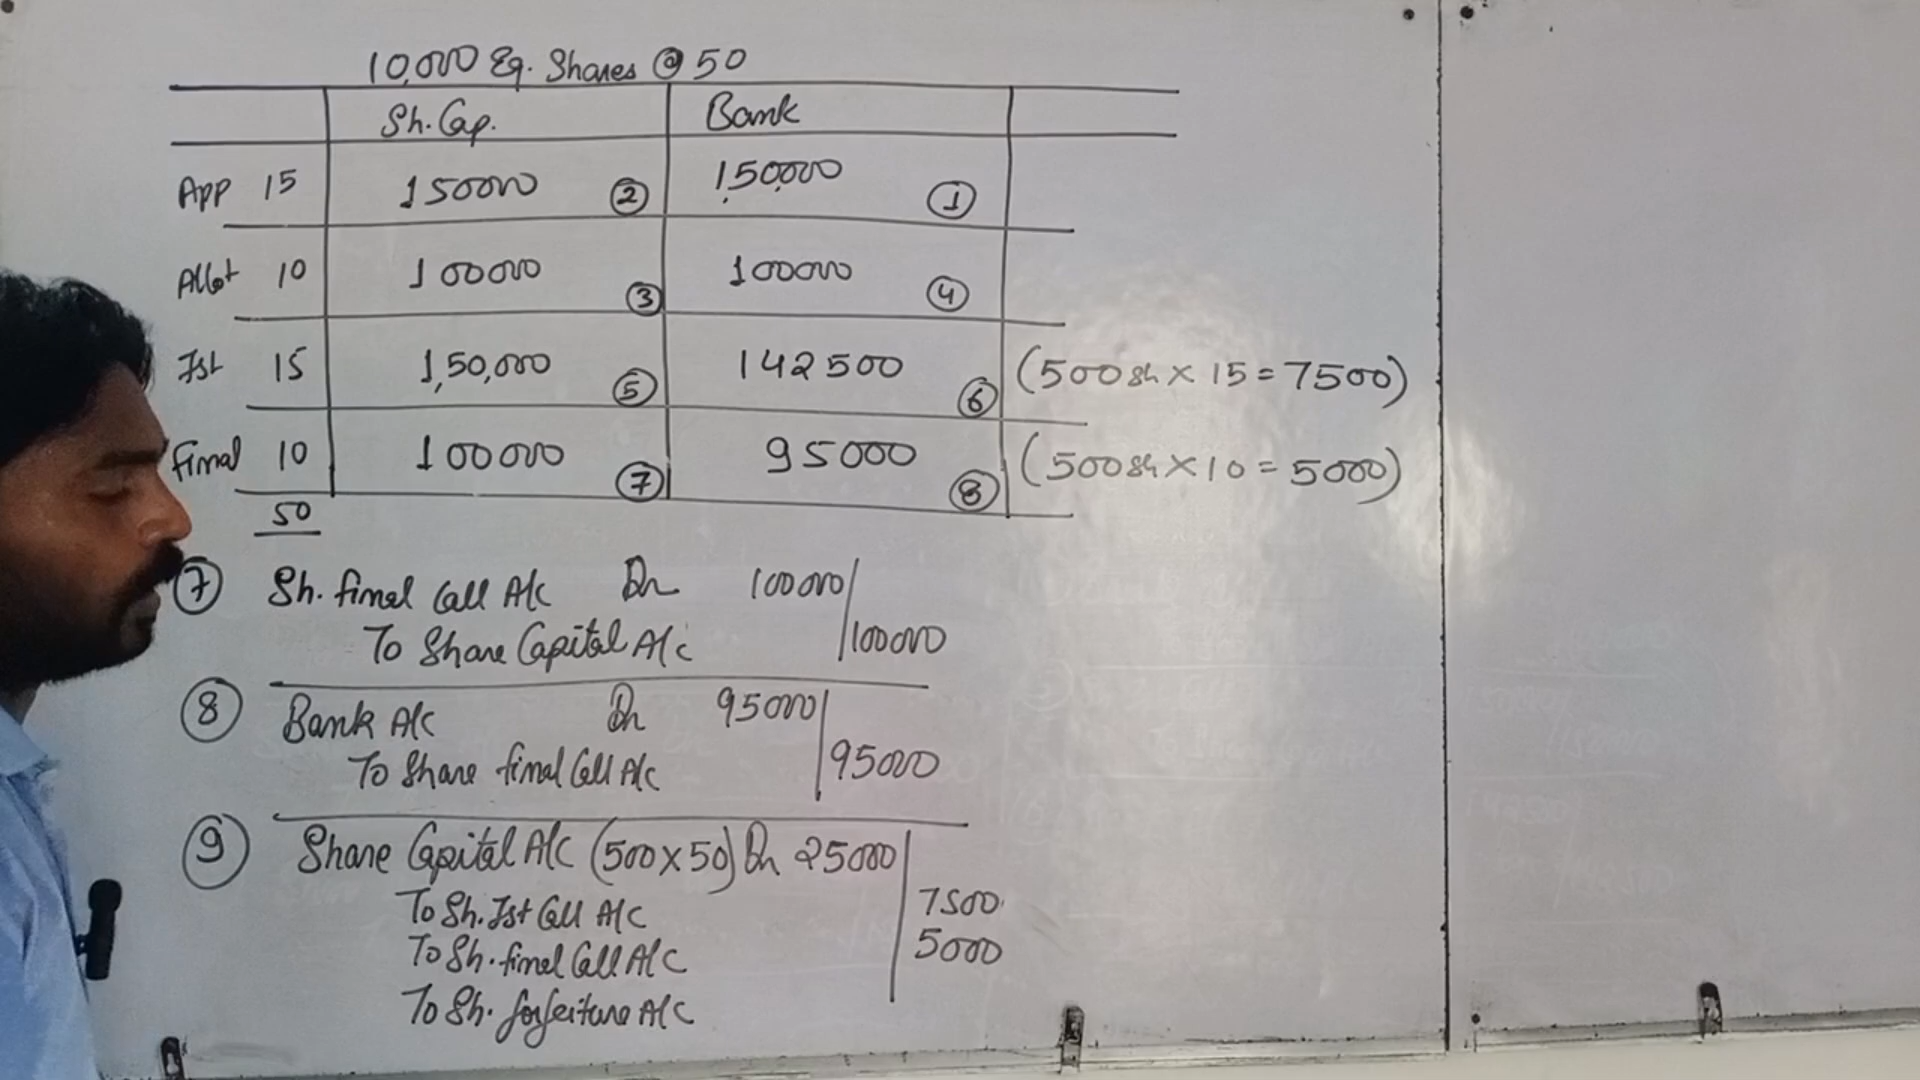 10,000 Eq. Shares @ 50
Sh. Cap. Bank
App 15 150000 ② 1,50,000 ①
Allot 10 100000 ③ 100000 ④
Ist 15 1,50,000 ⑤ 142500 ⑥ (500 sh × 15 = 7500)
Final 10 100000 ⑦ 95000 ⑧ (500 sh × 10 = 5000)
50
⑦ Sh. final Call A/c Dr 100000
To Share Capital A/c 100000
⑧ Bank A/c Dr 95000
To Share final Call A/c 95000
⑨ Share Capital A/c (500 × 50) Dr 25000
To Sh. Ist Call A/c 7500
To Sh. final Call A/c 5000
To Sh. forfeiture A/c